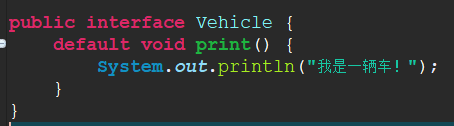 public interface Vehicle {
default void print() {
System.out.println("我是一辆车！");
}
}